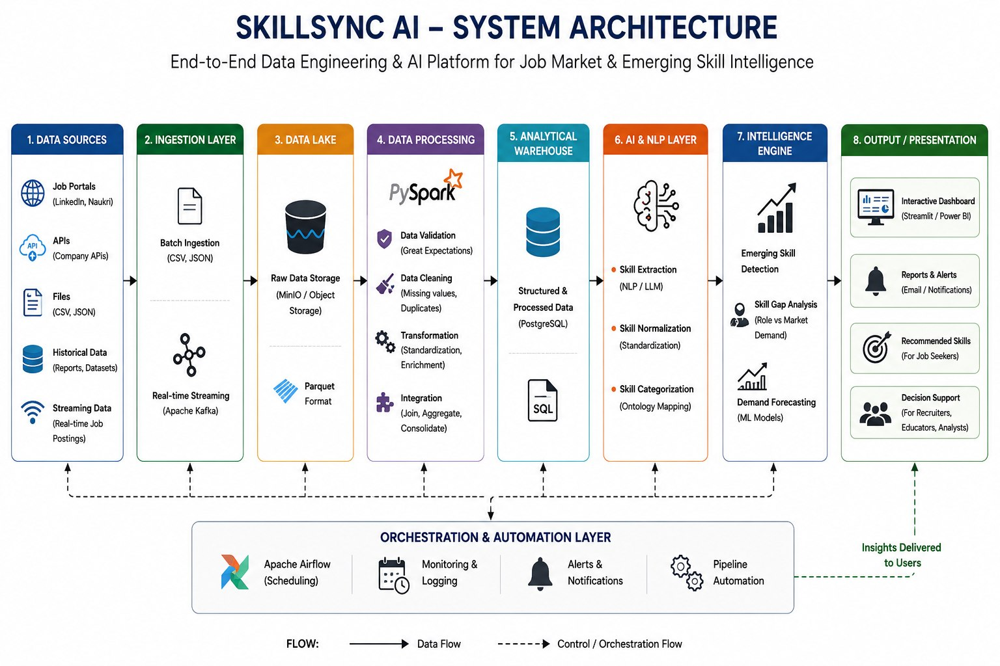 SKILLSYNC AI – SYSTEM ARCHITECTURE
End-to-End Data Engineering & AI Platform for Job Market & Emerging Skill Intelligence
1. DATA SOURCES
Job Portals
(LinkedIn, Naukri)
API
APIs
(Company APIs)
Files
(CSV, JSON)
Historical Data
(Reports, Datasets)
Streaming Data
(Real-time Job
Postings)
2. INGESTION LAYER
Batch Ingestion
(CSV, JSON)
Real-time Streaming
(Apache Kafka)
3. DATA LAKE
Raw Data Storage
(MinIO / Object
Storage)
Parquet
Format
4. DATA PROCESSING
PySpark
Data Validation
(Great Expectations)
Data Cleaning
(Missing values,
Duplicates)
Transformation
(Standardization,
Enrichment)
Integration
(Join, Aggregate,
Consolidate)
5. ANALYTICAL
WAREHOUSE
Structured &
Processed Data
(PostgreSQL)
SQL
6. AI & NLP LAYER
Skill Extraction
(NLP / LLM)
Skill Normalization
(Standardization)
Skill Categorization
(Ontology Mapping)
7. INTELLIGENCE
ENGINE
Emerging Skill
Detection
Skill Gap Analysis
(Role vs Market
Demand)
Demand Forecasting
(ML Models)
8. OUTPUT / PRESENTATION
Interactive Dashboard
(Streamlit / Power BI)
Reports & Alerts
(Email / Notifications)
Recommended Skills
(For Job Seekers)
Decision Support
(For Recruiters,
Educators, Analysts)
ORCHESTRATION & AUTOMATION LAYER
Apache Airflow
(Scheduling)
Monitoring &
Logging
Alerts &
Notifications
Pipeline
Automation
Insights Delivered
to Users
FLOW:
Data Flow
Control / Orchestration Flow